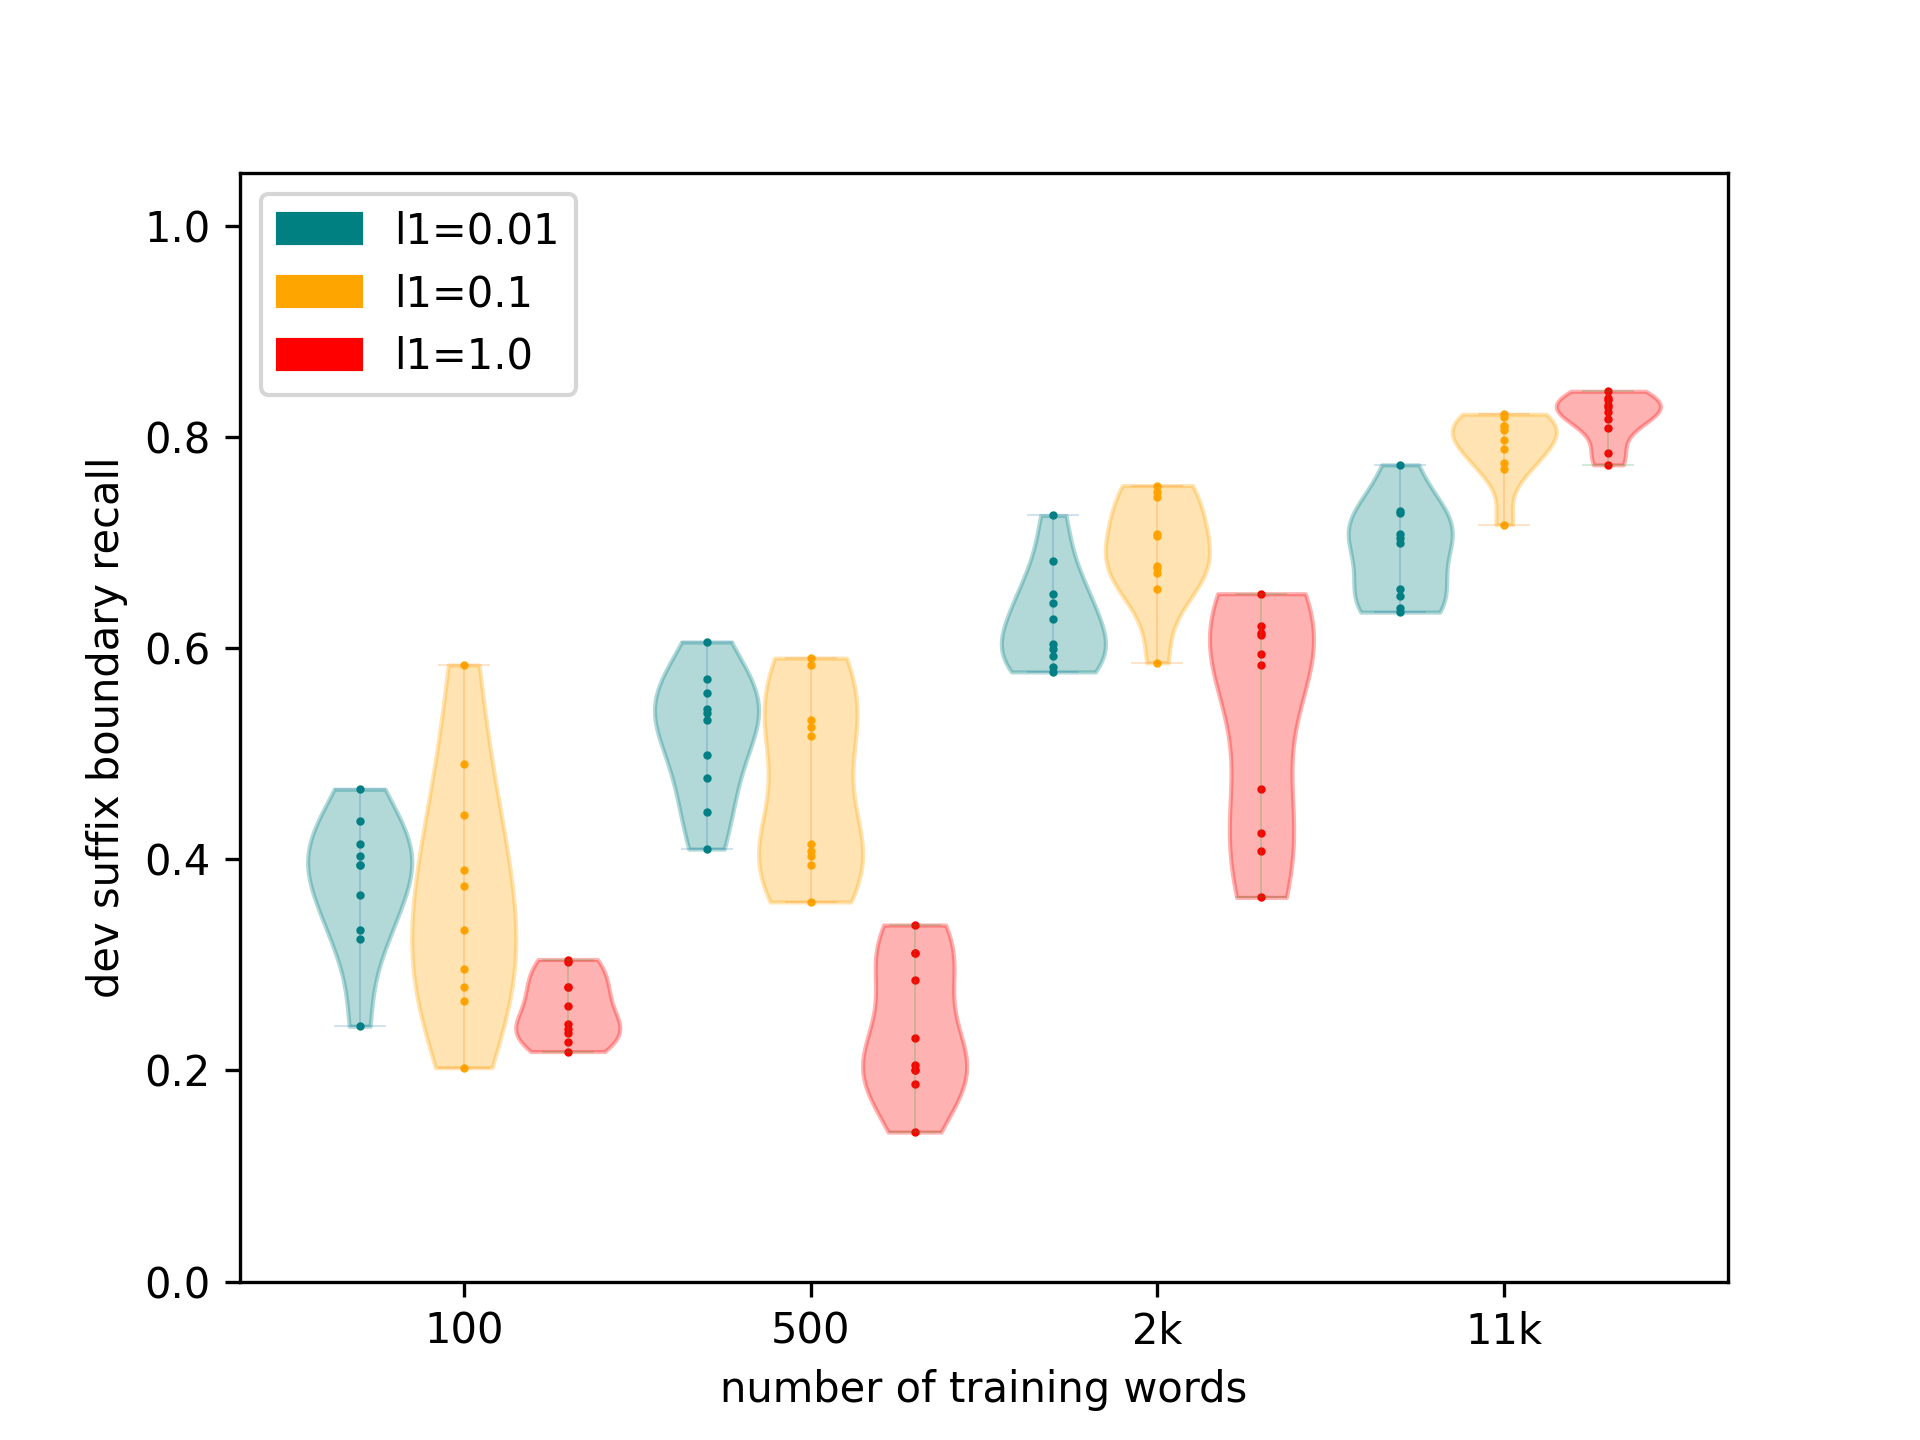 l1=0.01
l1=0.1
l1=1.0
1.0
0.8
0.6
0.4
0.2
0.0
dev suffix boundary recall
100 500 2k 11k
number of training words